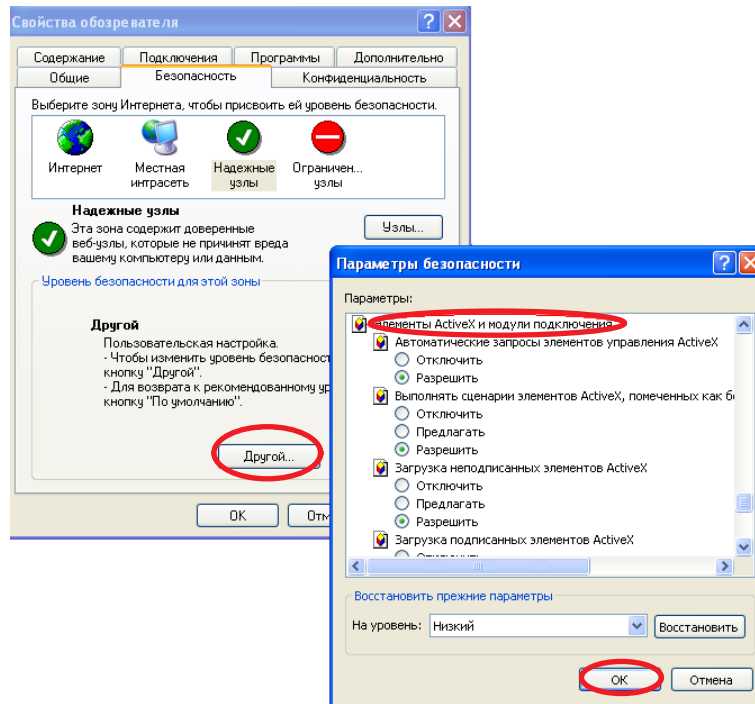 Свойства обозревателя
Содержание Подключения Программы Дополнительно
Общие Безопасность Конфиденциальность
Выберите зону Интернета, чтобы присвоить ей уровень безопасности.
Интернет Местная интрасеть Надежные узлы Ограничен... узлы
Надежные узлы
Эта зона содержит доверенные
веб-узлы, которые не причинят вреда
вашему компьютеру или данным.
Узлы...
Уровень безопасности для этой зоны
Другой
Пользовательская настройка.
- Чтобы изменить уровень безопасност
кнопку "Другой".
- Для возврата к рекомендованному ур
кнопку "По умолчанию".
Другой...
OK Отм
Параметры безопасности
Параметры:
Элементы ActiveX и модули подключения
Автоматические запросы элементов управления ActiveX
Отключить
Разрешить
Выполнять сценарии элементов ActiveX, помеченных как бе
Отключить
Предлагать
Разрешить
Загрузка неподписанных элементов ActiveX
Отключить
Предлагать
Разрешить
Загрузка подписанных элементов ActiveX
Восстановить прежние параметры
На уровень: Низкий Восстановить
OK Отмена